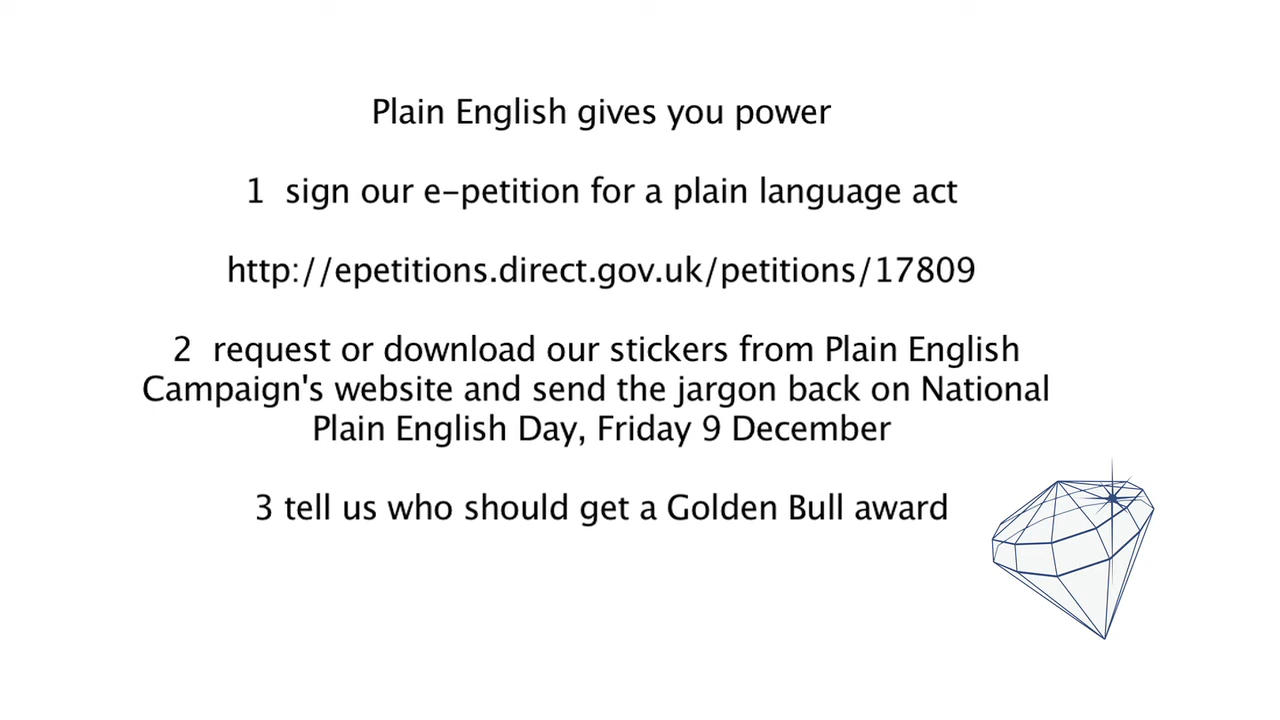 Plain English gives you power
1  sign our e-petition for a plain language act
http://epetitions.direct.gov.uk/petitions/17809
2  request or download our stickers from Plain English
Campaign's website and send the jargon back on National
Plain English Day, Friday 9 December
3 tell us who should get a Golden Bull award